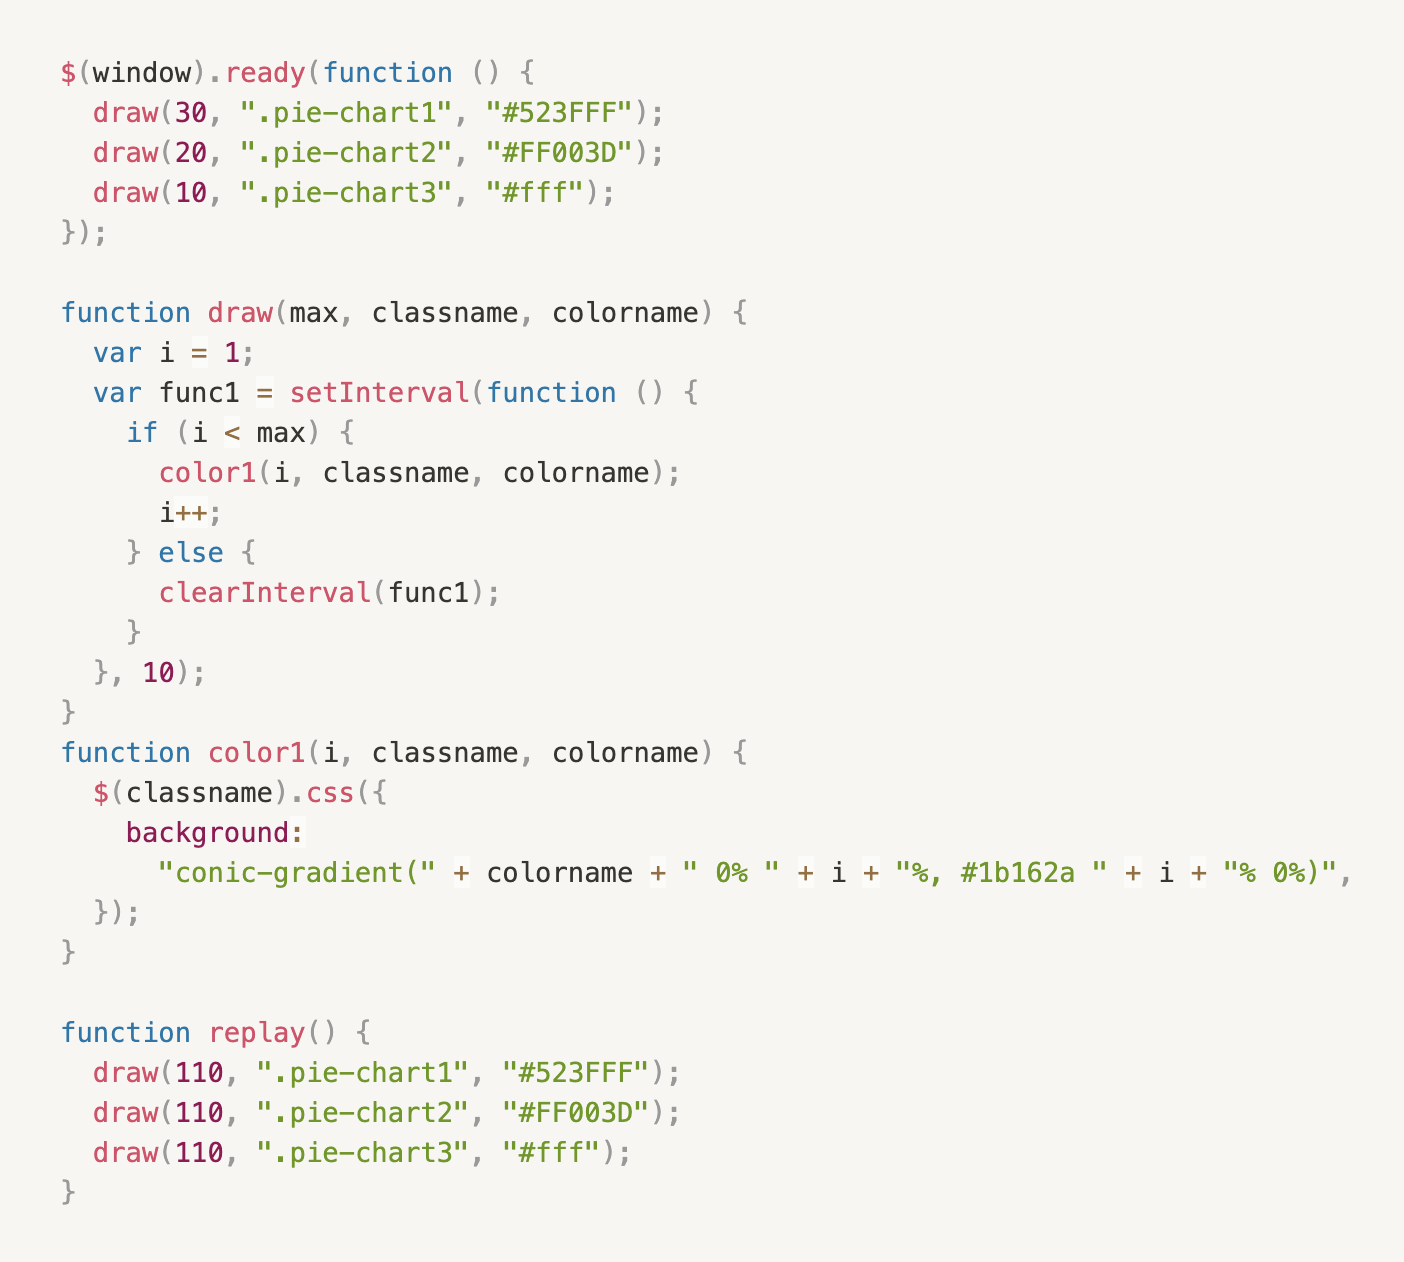 $(window).ready(function () {
  draw(30, ".pie-chart1", "#523FFF");
  draw(20, ".pie-chart2", "#FF003D");
  draw(10, ".pie-chart3", "#fff");
});

function draw(max, classname, colorname) {
  var i = 1;
  var func1 = setInterval(function () {
    if (i < max) {
      color1(i, classname, colorname);
      i++;
    } else {
      clearInterval(func1);
    }
  }, 10);
}
function color1(i, classname, colorname) {
  $(classname).css({
    background:
      "conic-gradient(" + colorname + " 0% " + i + "%, #1b162a " + i + "% 0%)",
  });
}

function replay() {
  draw(110, ".pie-chart1", "#523FFF");
  draw(110, ".pie-chart2", "#FF003D");
  draw(110, ".pie-chart3", "#fff");
}